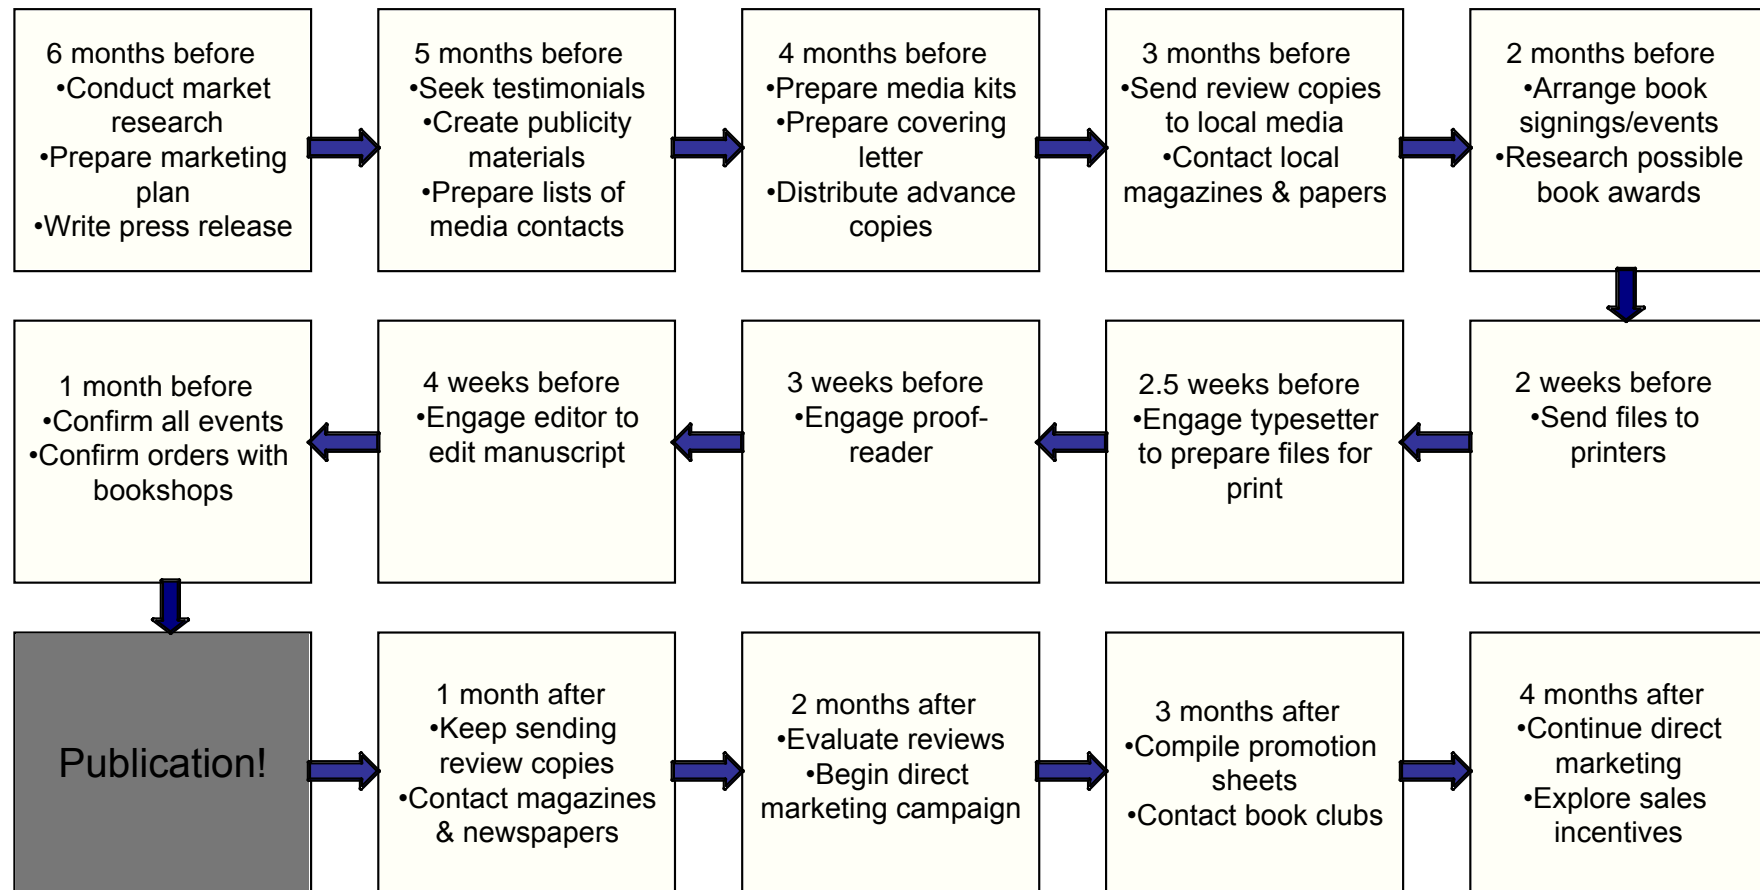 6 months before
•Conduct market
research
•Prepare marketing
plan
•Write press release
5 months before
•Seek testimonials
•Create publicity
materials
•Prepare lists of
media contacts
4 months before
•Prepare media kits
•Prepare covering
letter
•Distribute advance
copies
3 months before
•Send review copies
to local media
•Contact local
magazines & papers
2 months before
•Arrange book
signings/events
•Research possible
book awards
1 month before
•Confirm all events
•Confirm orders with
bookshops
4 weeks before
•Engage editor to
edit manuscript
3 weeks before
•Engage proof-
reader
2.5 weeks before
•Engage typesetter
to prepare files for
print
2 weeks before
•Send files to
printers
Publication!
1 month after
•Keep sending
review copies
•Contact magazines
& newspapers
2 months after
•Evaluate reviews
•Begin direct
marketing campaign
3 months after
•Compile promotion
sheets
•Contact book clubs
4 months after
•Continue direct
marketing
•Explore sales
incentives